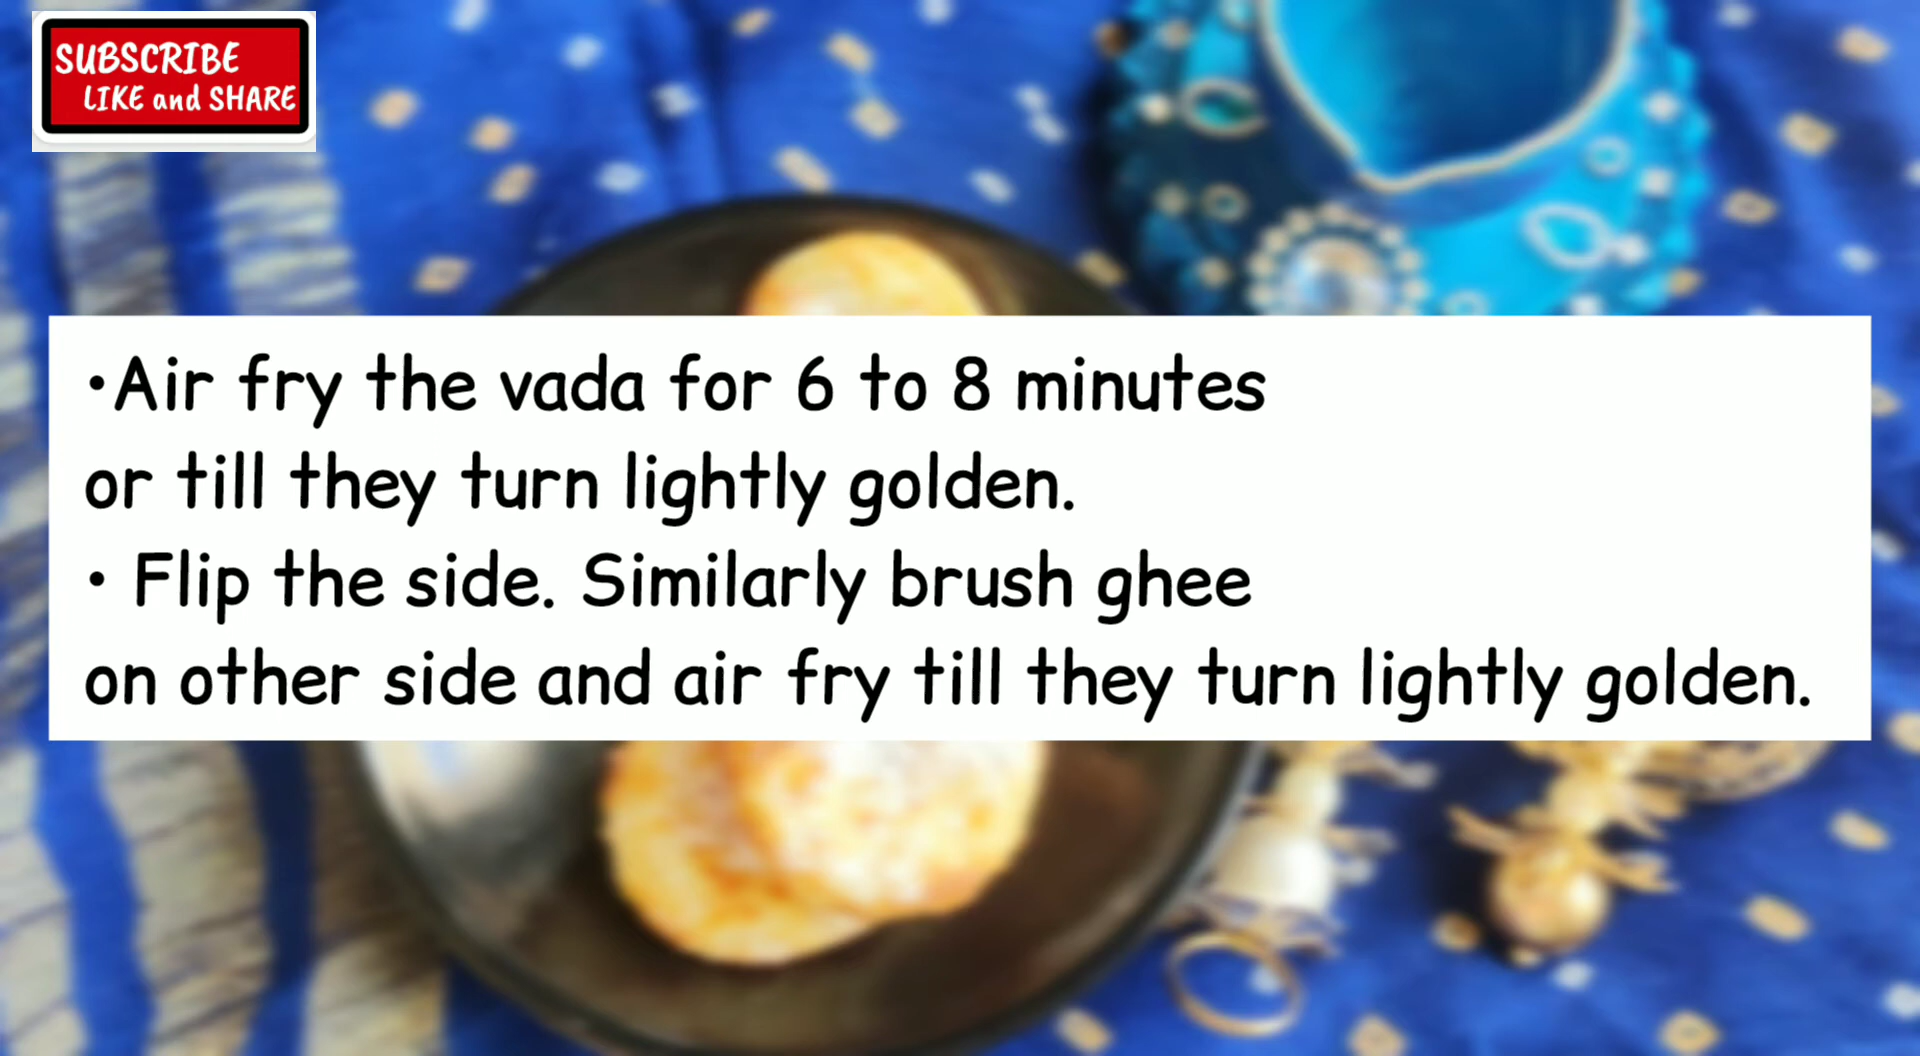 SUBSCRIBE
LIKE and SHARE
•Air fry the vada for 6 to 8 minutes
or till they turn lightly golden.
• Flip the side. Similarly brush ghee
on other side and air fry till they turn lightly golden.